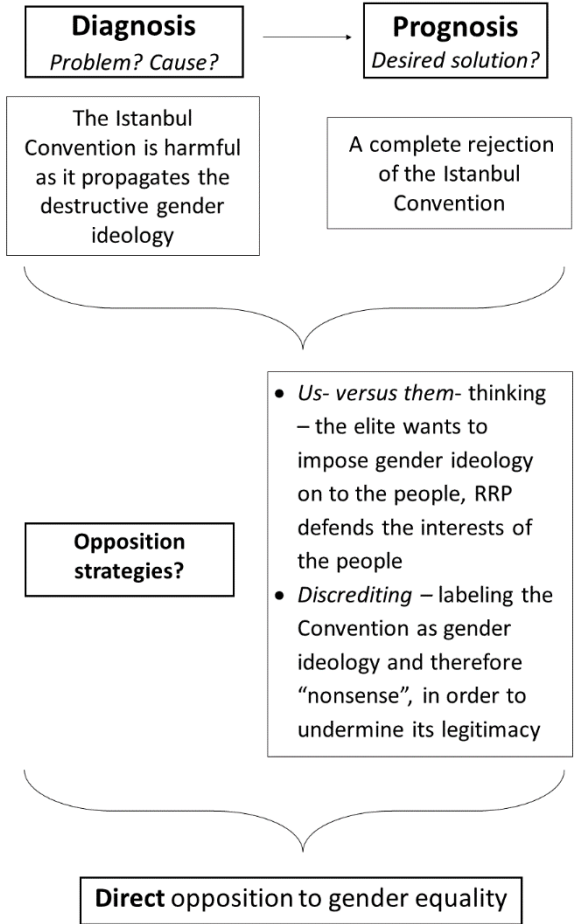 Diagnosis
Problem? Cause?
Prognosis
Desired solution?
The Istanbul
Convention is harmful
as it propagates the
destructive gender
ideology
A complete rejection
of the Istanbul
Convention
Opposition
strategies?
• Us- versus them- thinking
– the elite wants to
impose gender ideology
on to the people, RRP
defends the interests of
the people
• Discrediting – labeling the
Convention as gender
ideology and therefore
“nonsense”, in order to
undermine its legitimacy
Direct opposition to gender equality